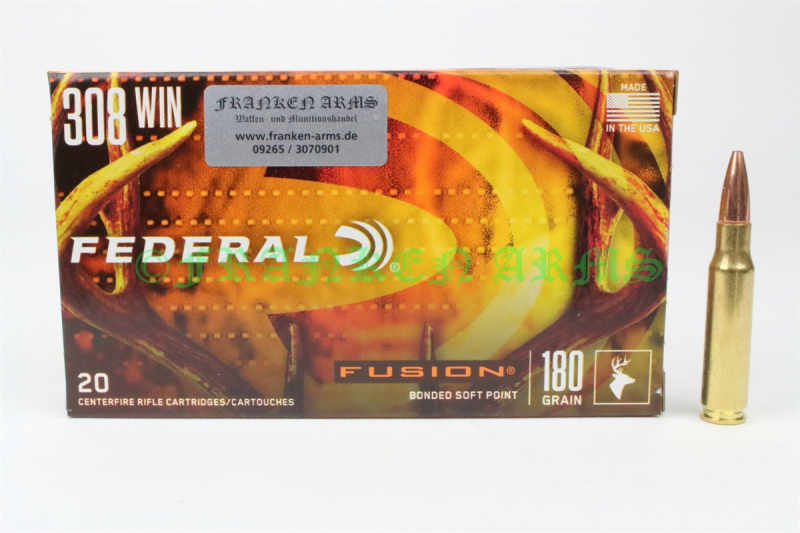 308 WIN
FRANKEN ARMS
Waffen- und Munitionshandel
www.franken-arms.de
09265 / 3070901
MADE
IN THE USA
FEDERAL®
©FRANKEN ARMS
FUSION®
BONDED SOFT POINT
180
GRAIN
20
CENTERFIRE RIFLE CARTRIDGES/CARTOUCHES